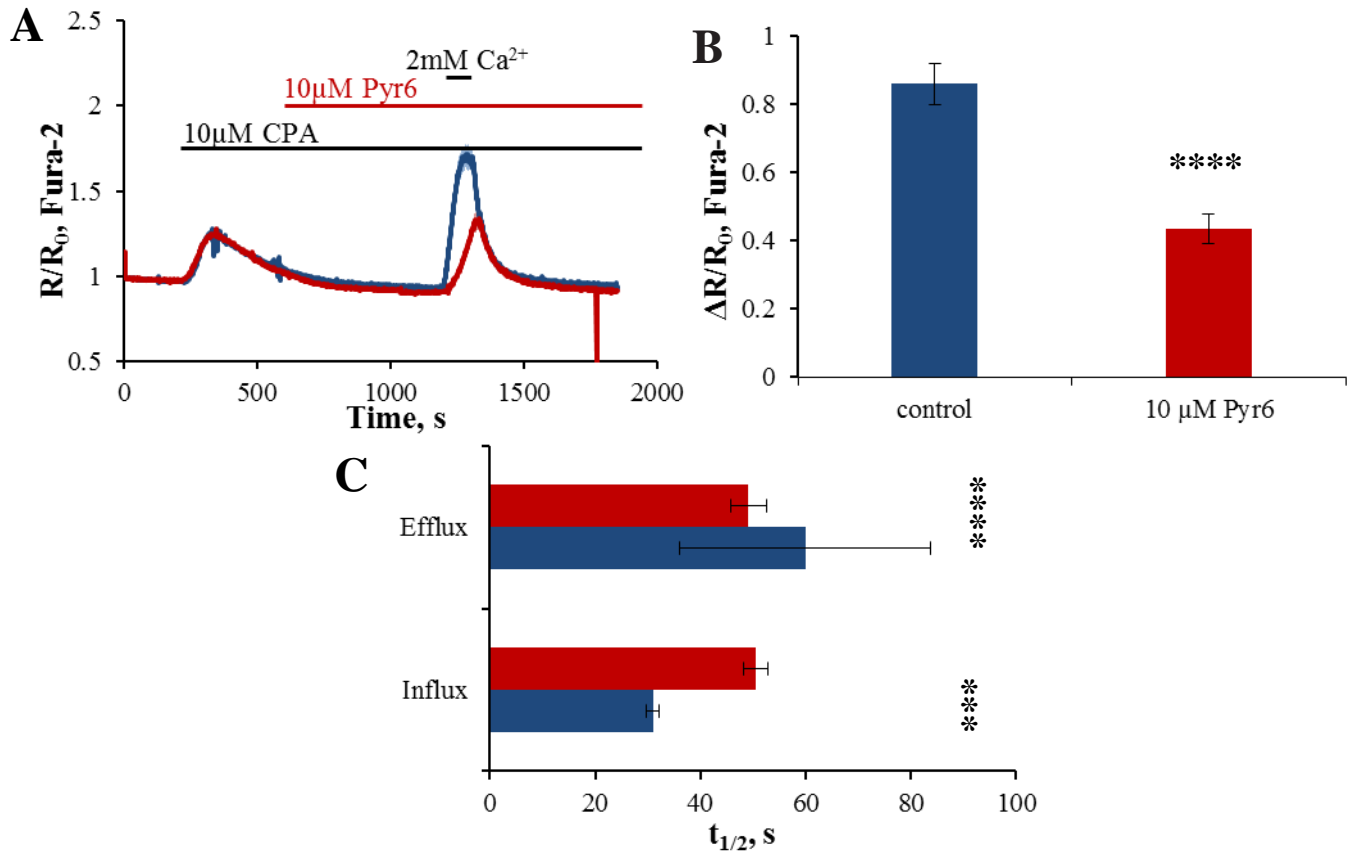 A
R/R₀, Fura-2
2.5
2
1.5
1
0.5
2mM Ca²⁺
10µM Pyr6
10µM CPA
0
500
1000
1500
2000
Time, s
B
ΔR/R₀, Fura-2
1
0.8
0.6
0.4
0.2
0
****
control
10 µM Pyr6
C
Efflux
****
Influx
***
0
20
40
60
80
100
t₁/₂, s